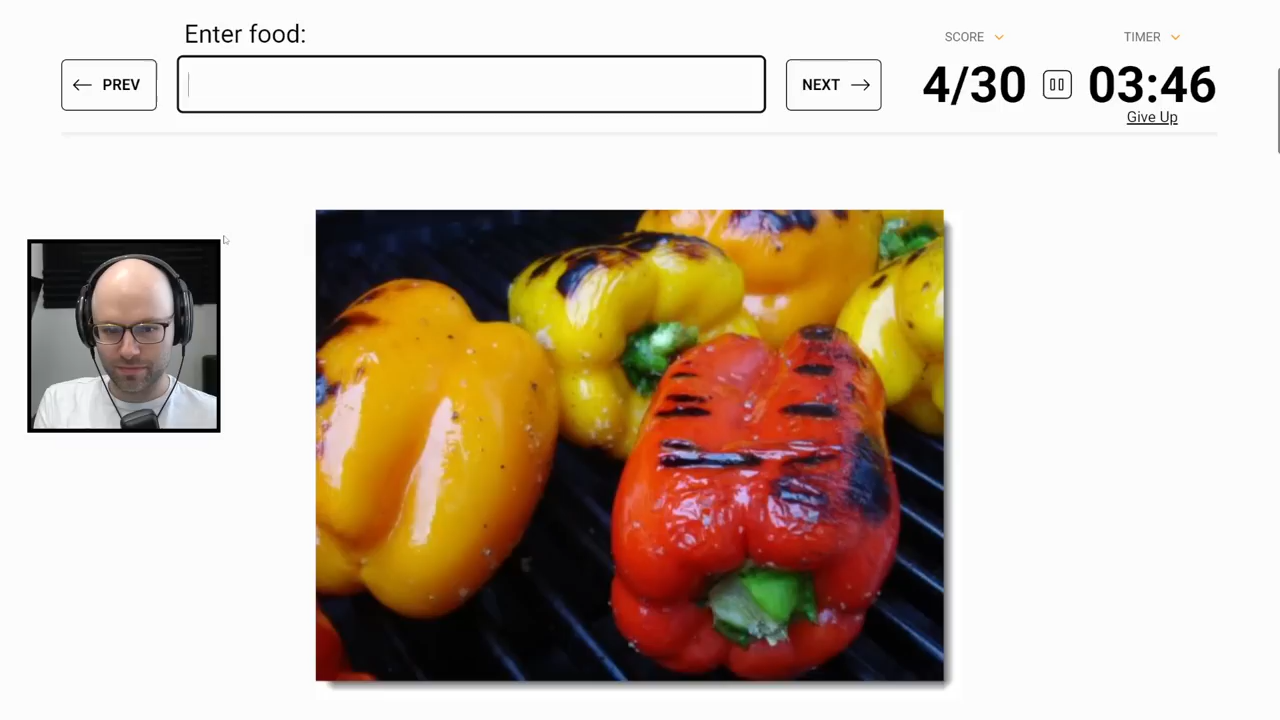 Enter food:
PREV
NEXT
SCORE
4/30
TIMER
03:46
Give Up